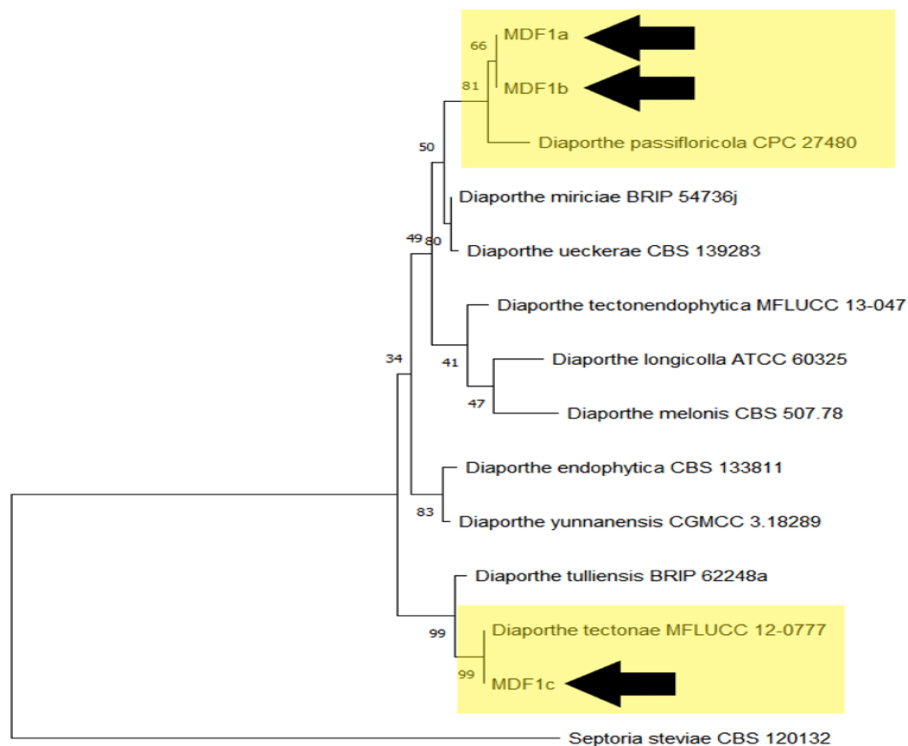 MDF1a
66
MDF1b
81
Diaporthe passifloricola CPC 27480
50
Diaporthe miriciae BRIP 54736j
49
80
Diaporthe ueckerae CBS 139283
Diaporthe tectonendophytica MFLUCC 13-047
34
41
Diaporthe longicolla ATCC 60325
47
Diaporthe melonis CBS 507.78
Diaporthe endophytica CBS 133811
83
Diaporthe yunnanensis CGMCC 3.18289
Diaporthe tulliensis BRIP 62248a
99
Diaporthe tectonae MFLUCC 12-0777
99
MDF1c
Septoria steviae CBS 120132